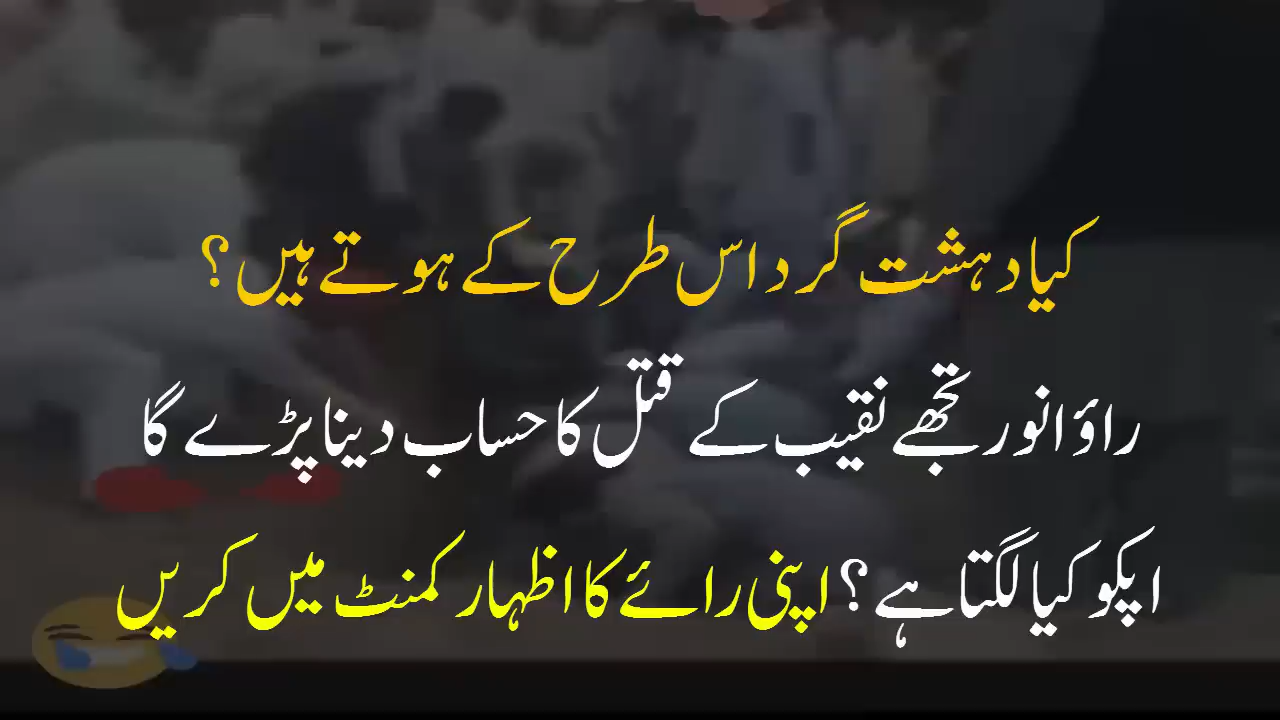 کیا دہشت گرد اس طرح کے ہوتے ہیں؟
راؤ انور تجھے نقیب کے قتل کا حساب دینا پڑے گا
اپکو کیا لگتا ہے؟ اپنی رائے کا اظہار کمنٹ میں کریں